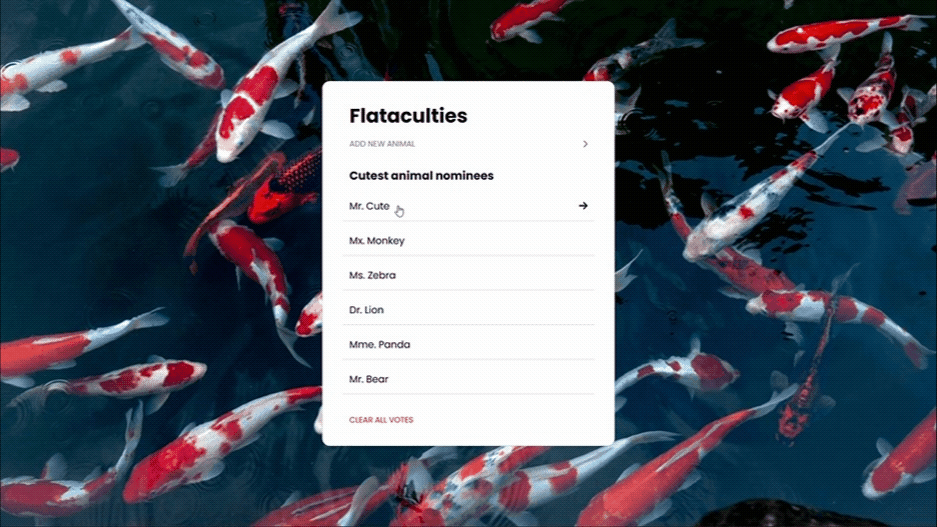 Flataculties
ADD NEW ANIMAL
Cutest animal nominees
Mr. Cute
Mx. Monkey
Ms. Zebra
Dr. Lion
Mme. Panda
Mr. Bear
CLEAR ALL VOTES